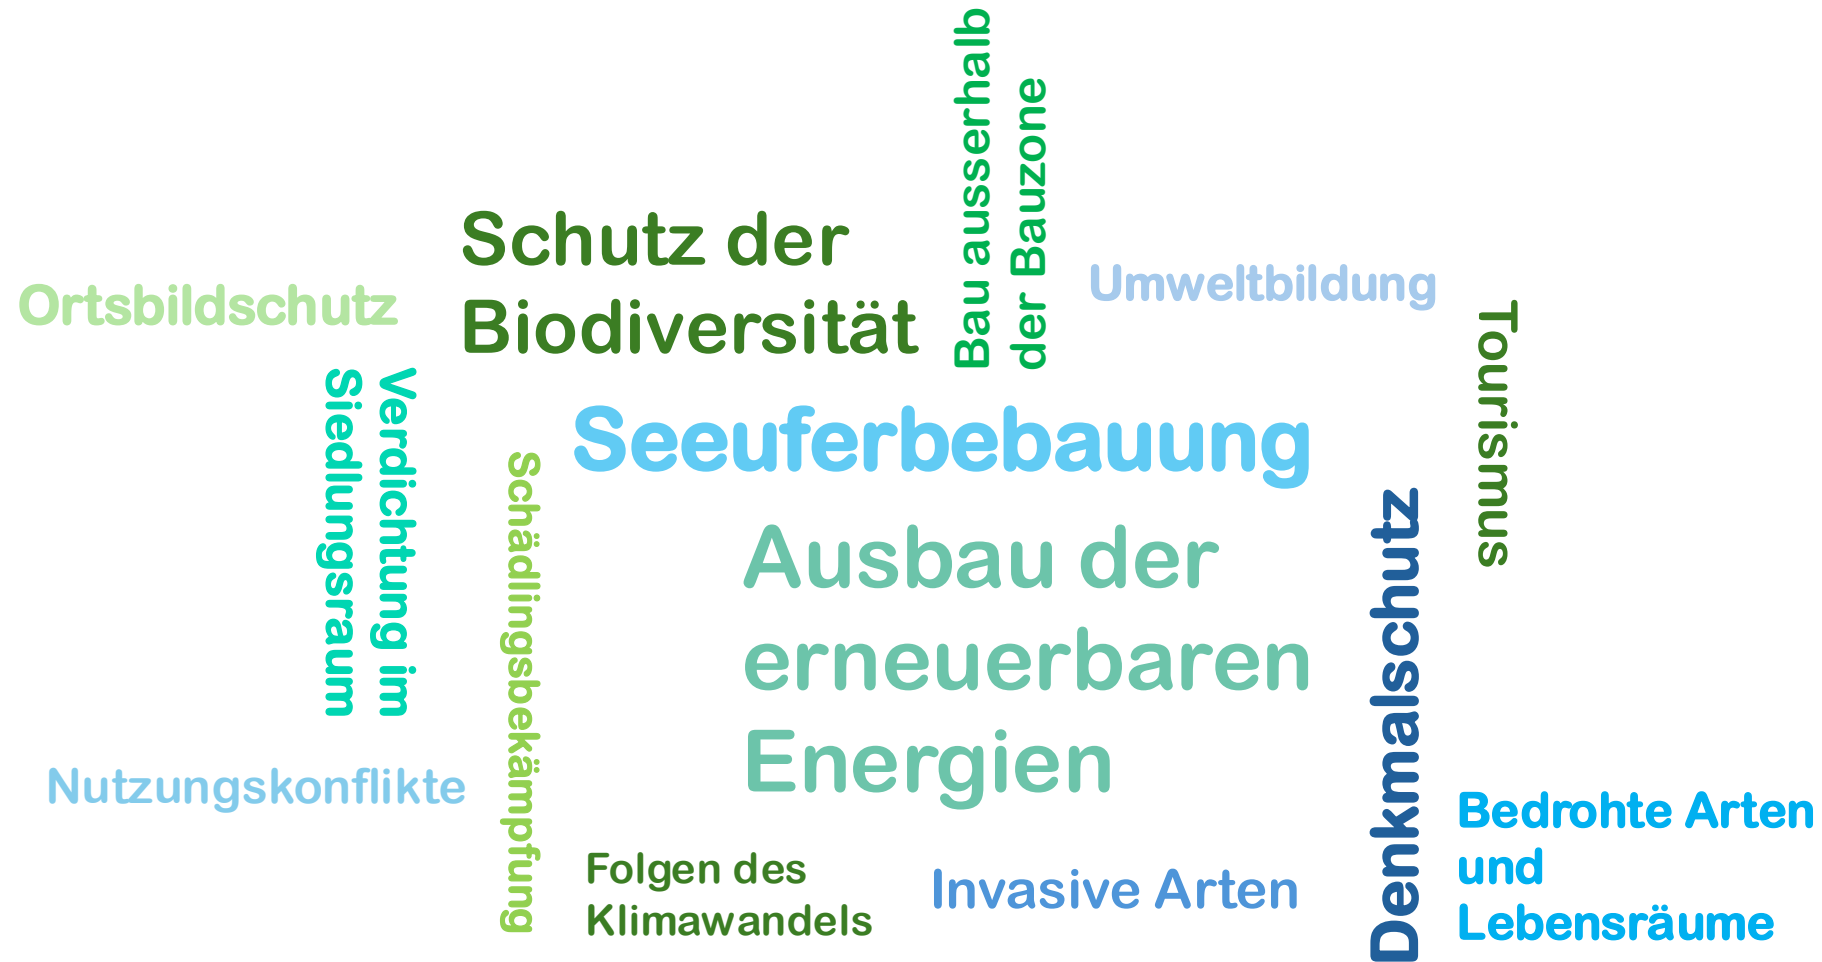 Bau ausserhalb
der Bauzone
Schutz der
Biodiversität
Umweltbildung
Ortsbildschutz
Tourismus
Verdichtung im
Siedlungsraum
Seeuferbebauung
Schädlingsbekämpfung
Ausbau der
erneuerbaren
Energien
Denkmalschutz
Nutzungskonflikte
Bedrohte Arten
und
Lebensräume
Folgen des
Klimawandels
Invasive Arten